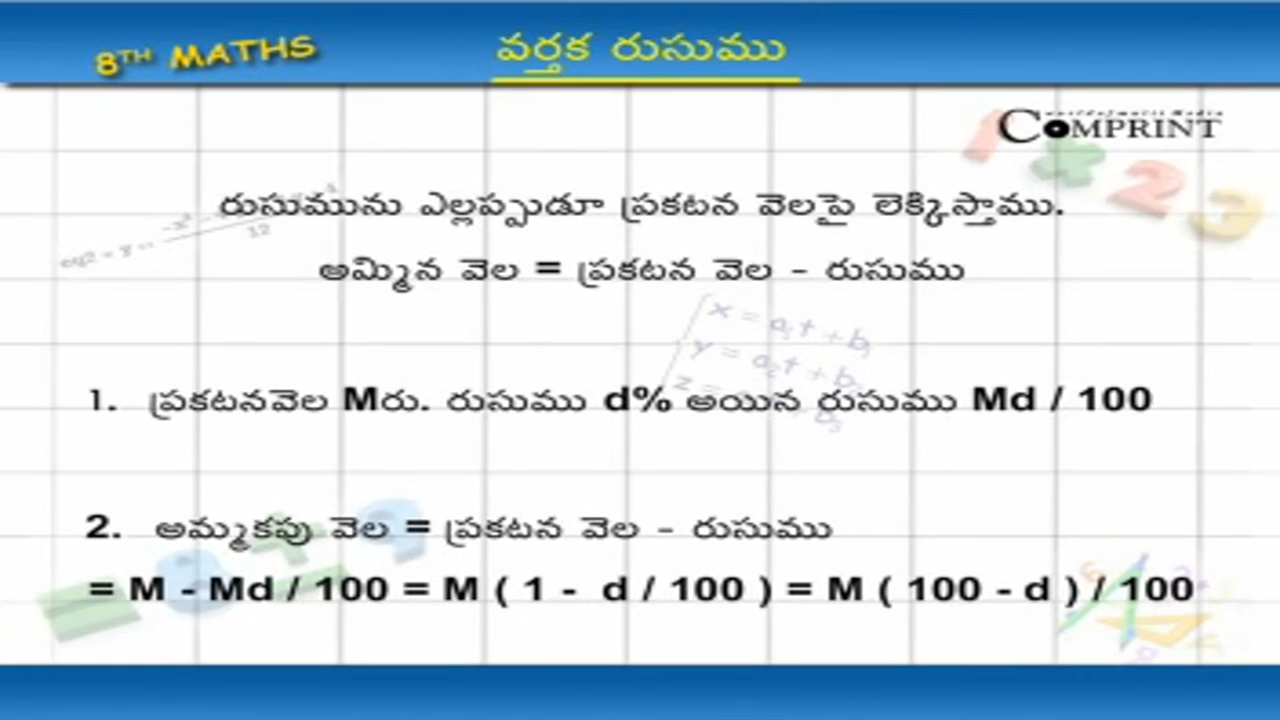 8TH MATHS
వర్తక రుసుము
COMPRINT
రుసుమును ఎల్లప్పుడూ ప్రకటన వెలపై లెక్కిస్తాము.
అమ్మిన వెల = ప్రకటన వెల - రుసుము
1. ప్రకటనవెల Mరు. రుసుము d% అయిన రుసుము Md / 100
2. అమ్మకపు వెల = ప్రకటన వెల - రుసుము
= M - Md / 100 = M ( 1 - d / 100 ) = M ( 100 - d ) / 100